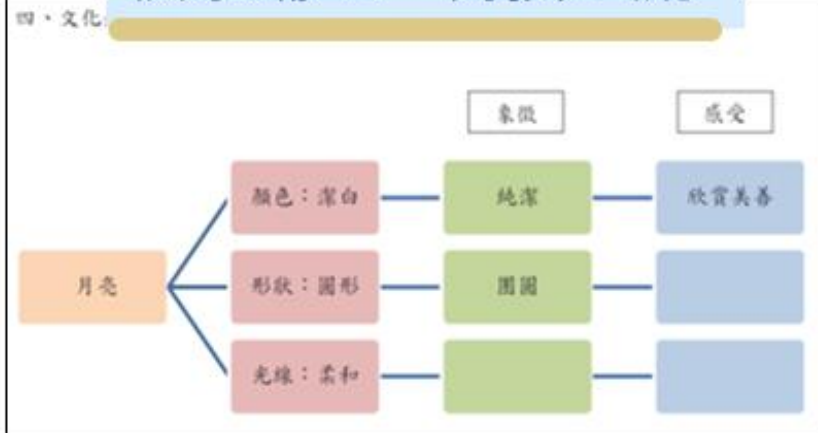 四、文化
象徵
感受
顏色：潔白
純潔
欣賞美善
月亮
形狀：圓形
團圓
光線：柔和